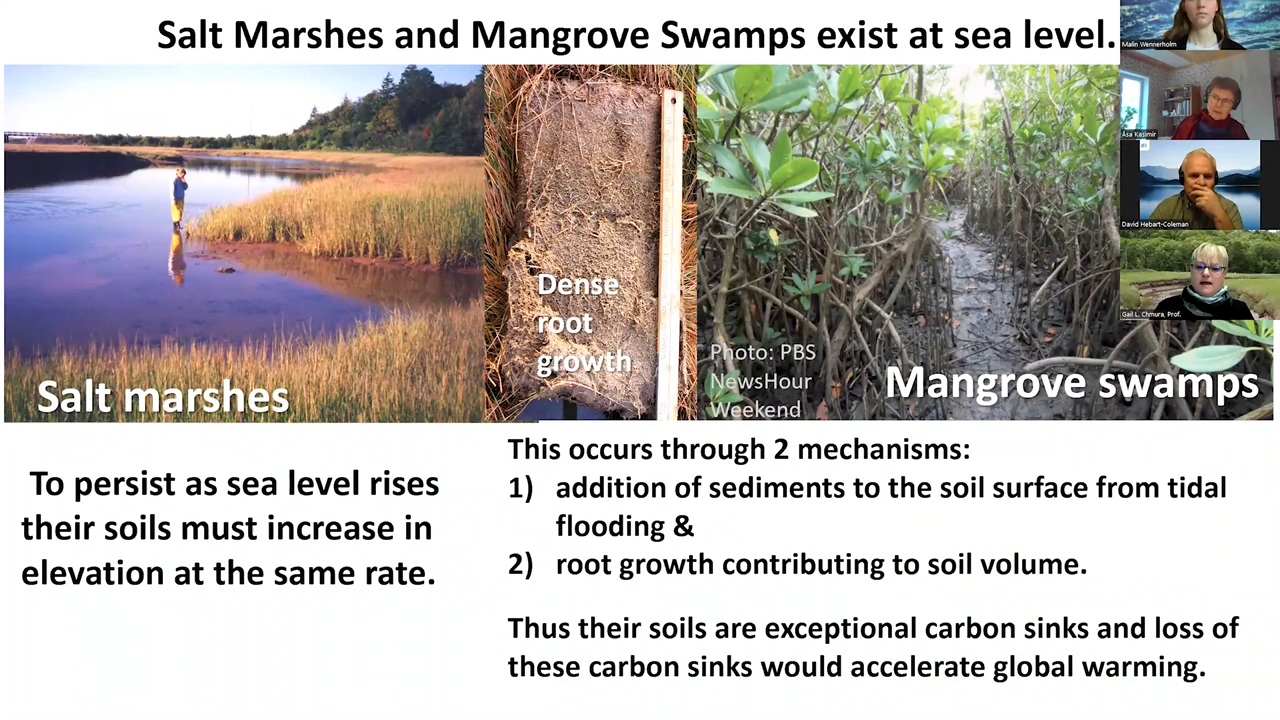 Salt Marshes and Mangrove Swamps exist at sea level.
Malin Wennerholm
Åsa Kasimir
David Hebart-Coleman
Gail L. Chmura, Prof.
Salt marshes
Dense
root
growth
Photo: PBS
NewsHour
Weekend
Mangrove swamps
To persist as sea level rises
their soils must increase in
elevation at the same rate.
This occurs through 2 mechanisms:
1) addition of sediments to the soil surface from tidal
flooding &
2) root growth contributing to soil volume.
Thus their soils are exceptional carbon sinks and loss of
these carbon sinks would accelerate global warming.